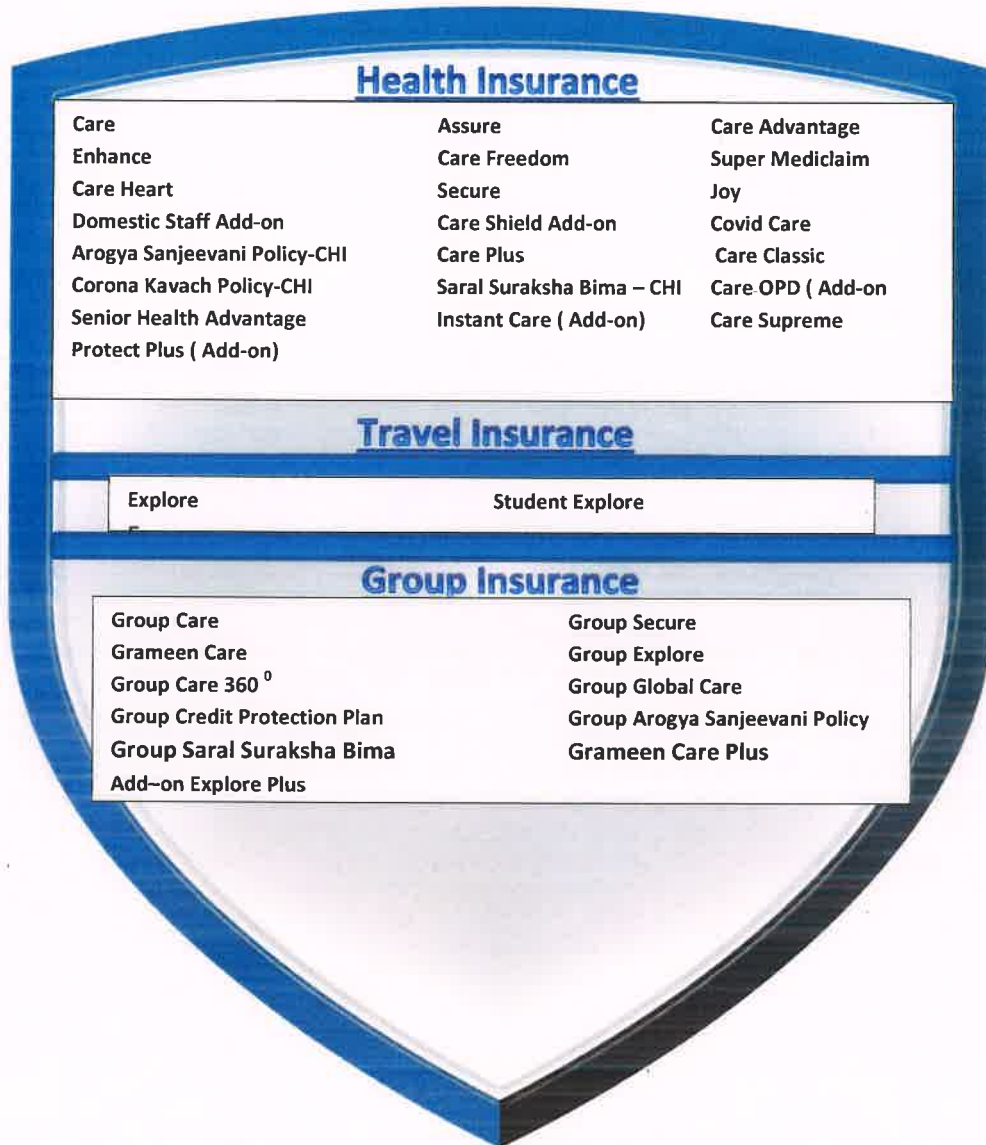 Health Insurance
Care Assure Care Advantage
Enhance Care Freedom Super Mediclaim
Care Heart Secure Joy
Domestic Staff Add-on Care Shield Add-on Covid Care
Arogya Sanjeevani Policy-CHI Care Plus Care Classic
Corona Kavach Policy-CHI Saral Suraksha Bima – CHI Care OPD ( Add-on
Senior Health Advantage Instant Care ( Add-on) Care Supreme
Protect Plus ( Add-on)
Travel Insurance
Explore Student Explore
Group Insurance
Group Care Group Secure
Grameen Care Group Explore
Group Care 360 ⁰ Group Global Care
Group Credit Protection Plan Group Arogya Sanjeevani Policy
Group Saral Suraksha Bima Grameen Care Plus
Add–on Explore Plus